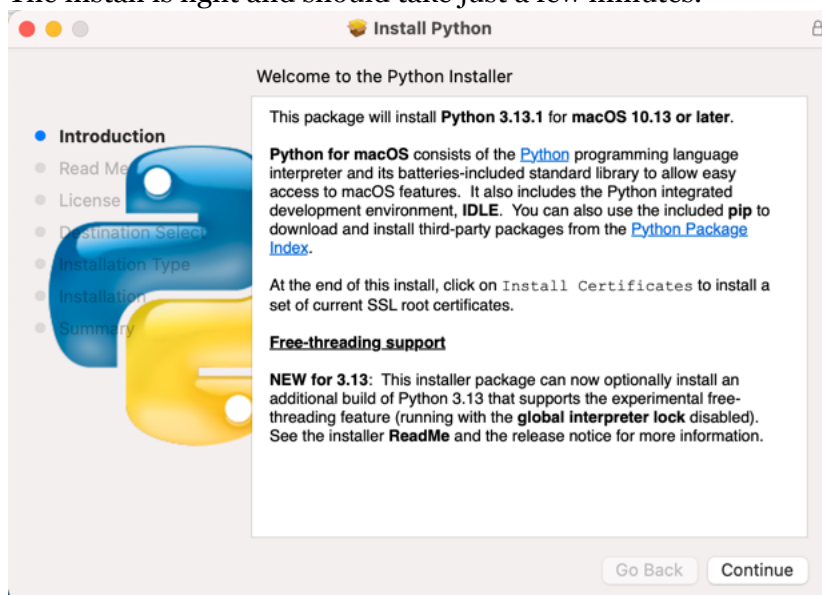 The install is light and should take just a few minutes.
Install Python
Welcome to the Python Installer
Introduction
Read Me
License
Destination Select
Installation Type
Installation
Summary
This package will install Python 3.13.1 for macOS 10.13 or later.
Python for macOS consists of the Python programming language
interpreter and its batteries-included standard library to allow easy
access to macOS features. It also includes the Python integrated
development environment, IDLE. You can also use the included pip to
download and install third-party packages from the Python Package
Index.
At the end of this install, click on Install Certificates to install a
set of current SSL root certificates.
Free-threading support
NEW for 3.13: This installer package can now optionally install an
additional build of Python 3.13 that supports the experimental free-
threading feature (running with the global interpreter lock disabled).
See the installer ReadMe and the release notice for more information.
Go Back
Continue